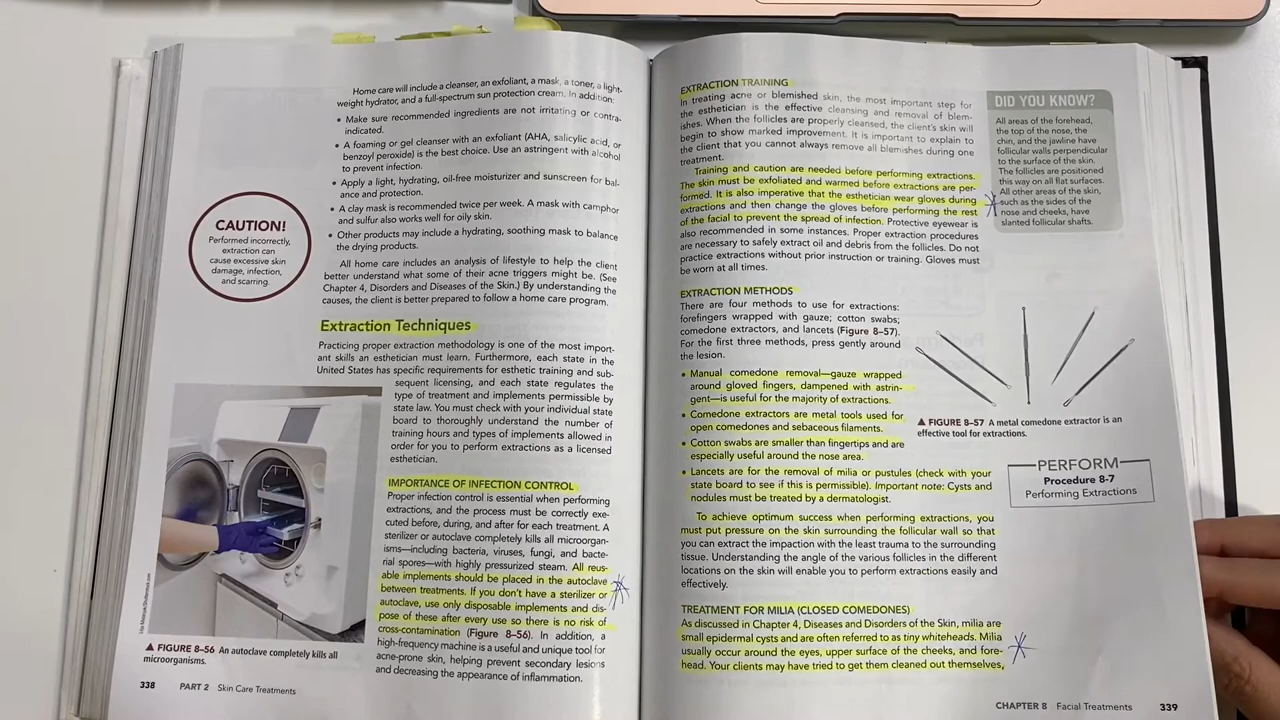 Home care will include a cleanser, an exfoliant, a mask, a toner, a light-
weight hydrator, and a full-spectrum sun protection cream. In addition:
• Make sure recommended ingredients are not irritating or contra-
indicated.
• A foaming or gel cleanser with an exfoliant (AHA, salicylic acid, or
benzoyl peroxide) is the best choice. Use an astringent with alcohol
to prevent infection.
• Apply a light, hydrating, oil-free moisturizer and sunscreen for bal-
ance and protection.
• A clay mask is recommended twice per week. A mask with camphor
and sulfur also works well for oily skin.
• Other products may include a hydrating, soothing mask to balance
the drying products.
All home care includes an analysis of lifestyle to help the client
better understand what some of their acne triggers might be. (See
Chapter 4, Disorders and Diseases of the Skin.) By understanding the
causes, the client is better prepared to follow a home care program.
CAUTION!
Performed incorrectly,
extraction can
cause excessive skin
damage, infection,
and scarring.
Extraction Techniques
Practicing proper extraction methodology is one of the most import-
ant skills an esthetician must learn. Furthermore, each state in the
United States has specific requirements for esthetic training and sub-
sequent licensing, and each state regulates the
type of treatment and implements permissible by
state law. You must check with your individual state
board to thoroughly understand the number of
training hours and types of implements allowed in
order for you to perform extractions as a licensed
esthetician.
IMPORTANCE OF INFECTION CONTROL
Proper infection control is essential when performing
extractions, and the process must be correctly exe-
cuted before, during, and after for each treatment. A
sterilizer or autoclave completely kills all microorgan-
isms—including bacteria, viruses, fungi, and bacte-
rial spores—with highly pressurized steam. All reus-
able implements should be placed in the autoclave
between treatments. If you don't have a sterilizer or
autoclave, use only disposable implements and dis-
pose of these after every use so there is no risk of
cross-contamination (Figure 8–56). In addition, a
high-frequency machine is a useful and unique tool for
acne-prone skin, helping prevent secondary lesions
and decreasing the appearance of inflammation.
▲ FIGURE 8–56 An autoclave completely kills all
microorganisms.
338 PART 2 Skin Care Treatments
EXTRACTION TRAINING
In treating acne or blemished skin, the most important step for
the esthetician is the effective cleansing and removal of blem-
ishes. When the follicles are properly cleansed, the client's skin will
begin to show marked improvement. It is important to explain to
the client that you cannot always remove all blemishes during one
treatment.
Training and caution are needed before performing extractions.
The skin must be exfoliated and warmed before extractions are per-
formed. It is also imperative that the esthetician wear gloves during
extractions and then change the gloves before performing the rest
of the facial to prevent the spread of infection. Protective eyewear is
also recommended in some instances. Proper extraction procedures
are necessary to safely extract oil and debris from the follicles. Do not
practice extractions without prior instruction or training. Gloves must
be worn at all times.
DID YOU KNOW?
All areas of the forehead,
the top of the nose, the
chin, and the jawline have
follicular walls perpendicular
to the surface of the skin.
The follicles are positioned
this way on all flat surfaces.
All other areas of the skin,
such as the sides of the
nose and cheeks, have
slanted follicular shafts.
EXTRACTION METHODS
There are four methods to use for extractions:
forefingers wrapped with gauze; cotton swabs;
comedone extractors, and lancets (Figure 8–57).
For the first three methods, press gently around
the lesion.
• Manual comedone removal—gauze wrapped
around gloved fingers, dampened with astrin-
gent—is useful for the majority of extractions.
• Comedone extractors are metal tools used for
open comedones and sebaceous filaments.
• Cotton swabs are smaller than fingertips and are
especially useful around the nose area.
• Lancets are for the removal of milia or pustules (check with your
state board to see if this is permissible). Important note: Cysts and
nodules must be treated by a dermatologist.
▲ FIGURE 8–57 A metal comedone extractor is an
effective tool for extractions.
PERFORM
Procedure 8-7
Performing Extractions
To achieve optimum success when performing extractions, you
must put pressure on the skin surrounding the follicular wall so that
you can extract the impaction with the least trauma to the surrounding
tissue. Understanding the angle of the various follicles in the different
locations on the skin will enable you to perform extractions easily and
effectively.
TREATMENT FOR MILIA (CLOSED COMEDONES)
As discussed in Chapter 4, Diseases and Disorders of the Skin, milia are
small epidermal cysts and are often referred to as tiny whiteheads. Milia
usually occur around the eyes, upper surface of the cheeks, and fore-
head. Your clients may have tried to get them cleaned out themselves,
CHAPTER 8 Facial Treatments 339